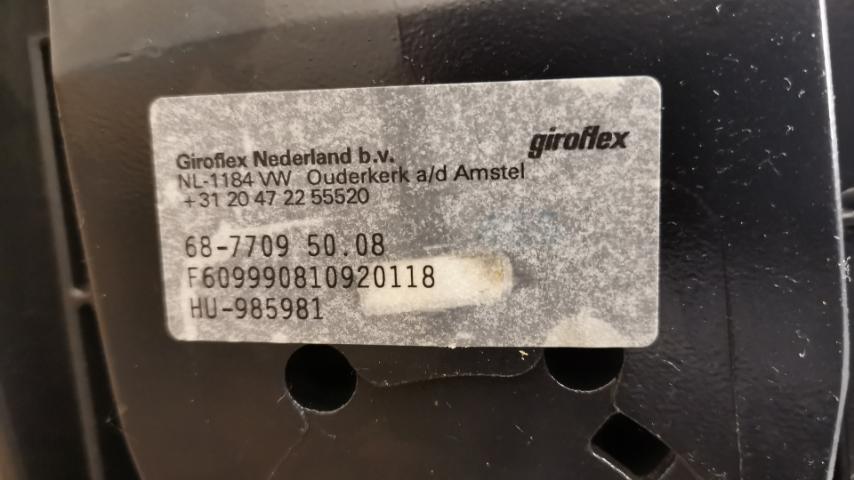 giroflex
Giroflex Nederland b.v.
NL-1184 VW Ouderkerk a/d Amstel
+31 20 47 22 55520
68-7709 50.08
F609990810920118
HU-985981